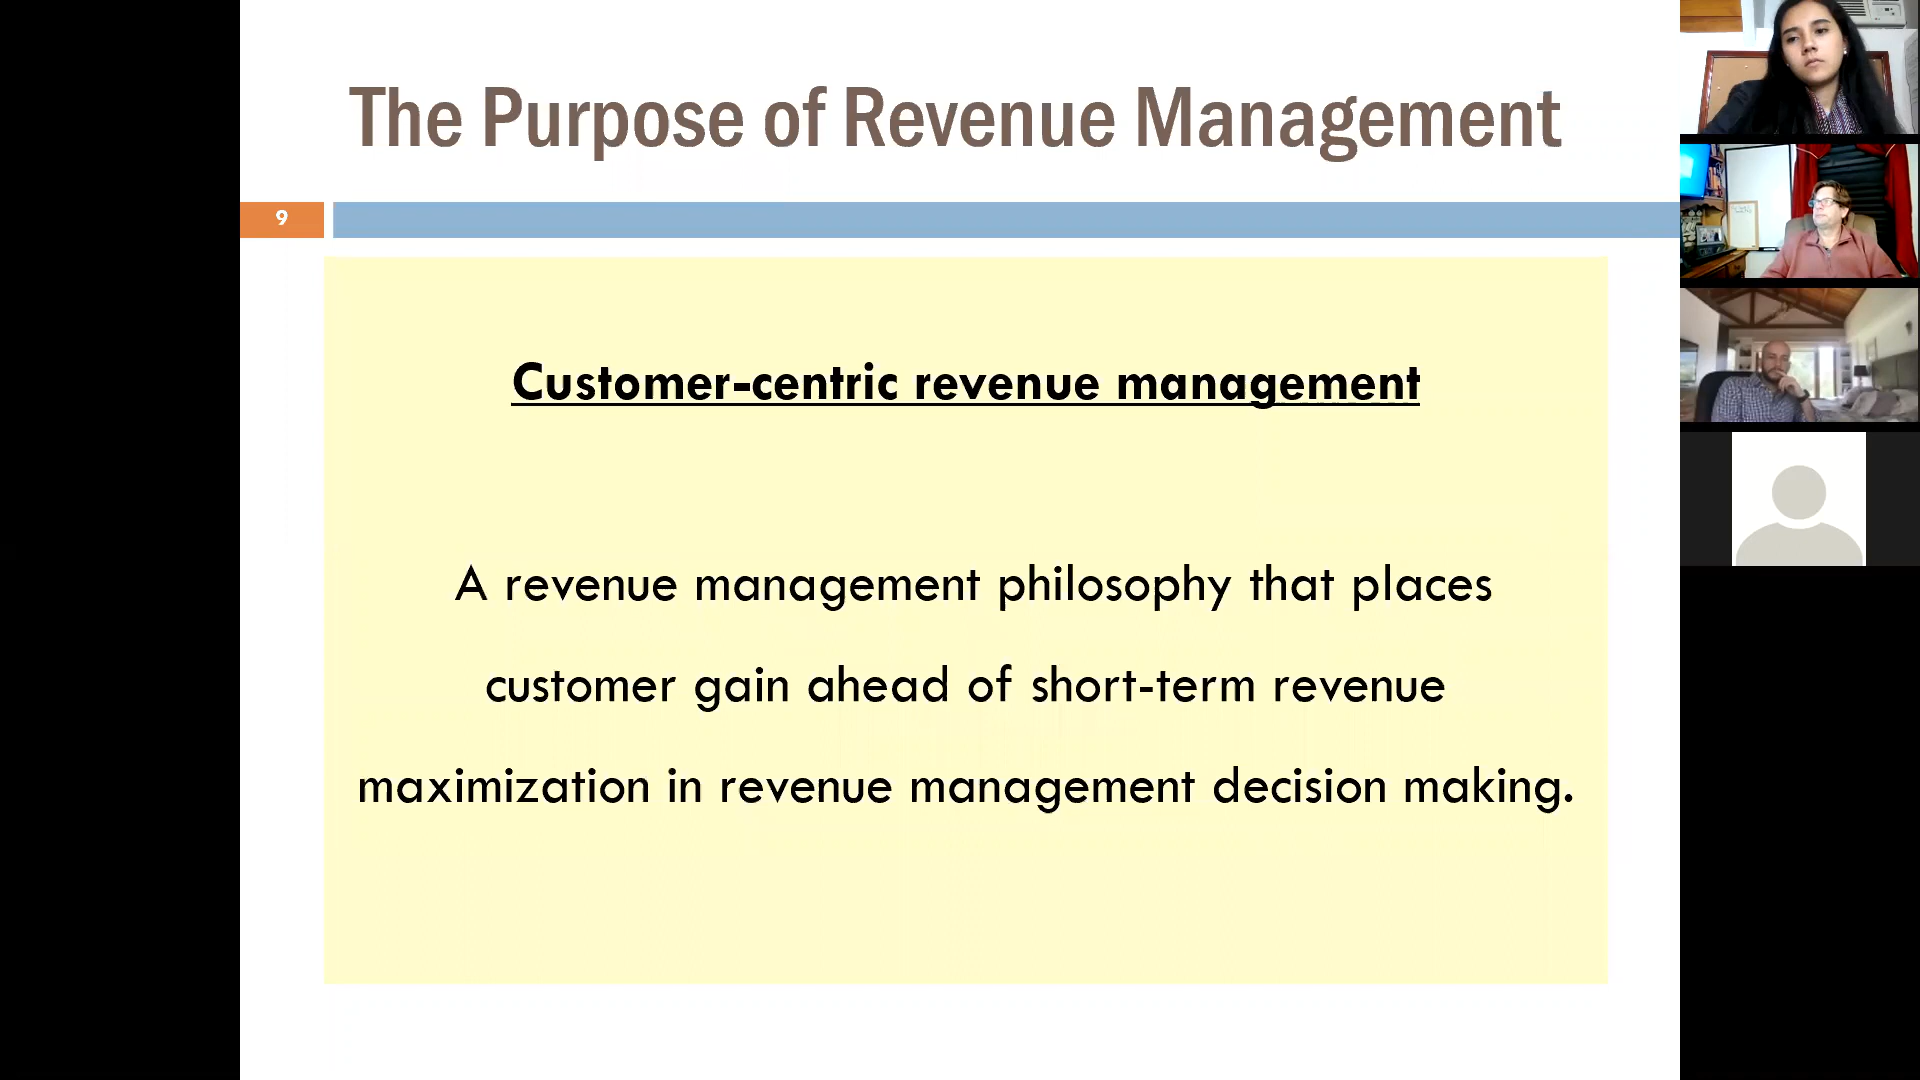 The Purpose of Revenue Management
9
Customer-centric revenue management
A revenue management philosophy that places
customer gain ahead of short-term revenue
maximization in revenue management decision making.